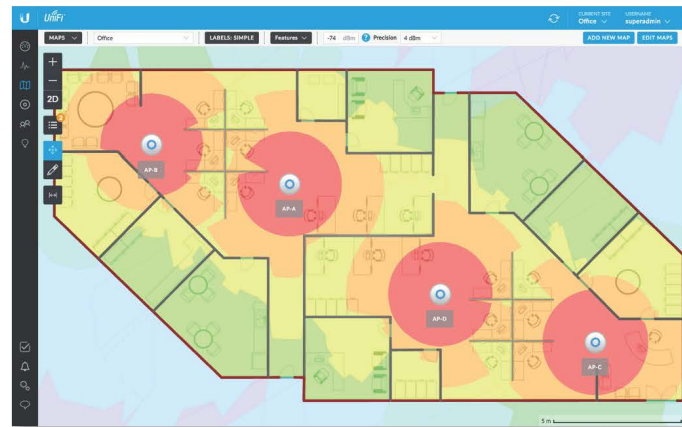 U UniFi
CURRENT SITE
Office
USERNAME
superadmin
MAPS
Office
LABELS: SIMPLE
Features
-74 dBm
? Precision
4 dBm
ADD NEW MAP
EDIT MAPS
+
−
2D
AP-B
AP-A
AP-D
AP-C
5 m